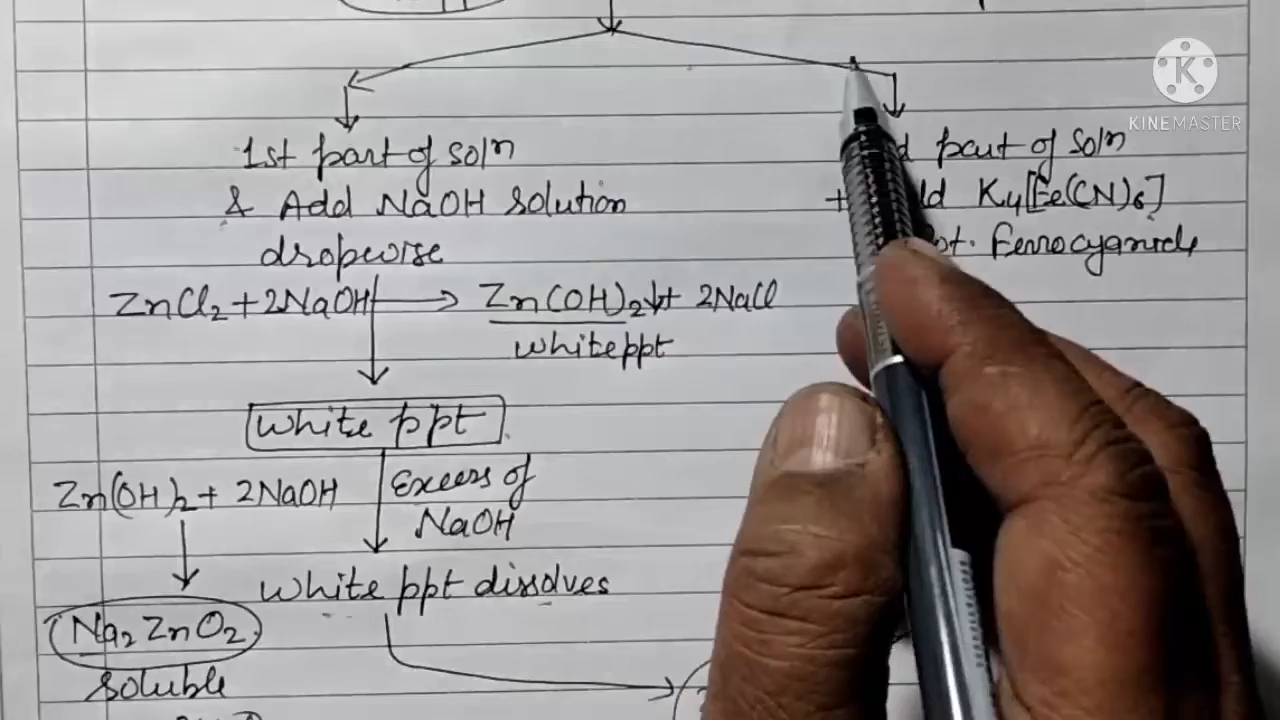 1st part of soln
& Add NaOH solution
dropwise
ZnCl2 + 2NaOH → Zn(OH)2↓ + 2NaCl
white ppt
White ppt
Zn(OH)2 + 2NaOH
Excess of
NaOH
White ppt dissolves
Na2ZnO2
soluble
part of soln
+ K4[Fe(CN)6]
Ferrocyanide
K
KINEMASTER